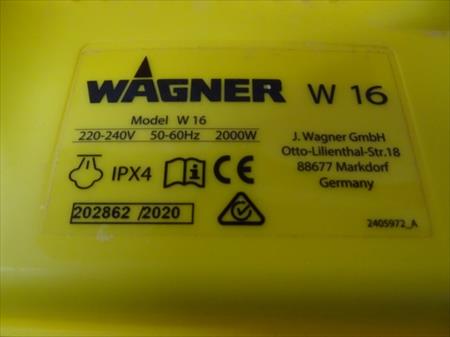 WAGNER W 16
Model W 16
220-240V 50-60Hz 2000W
IPX4
CE
202862 /2020
J. Wagner GmbH
Otto-Lilienthal-Str.18
88677 Markdorf
Germany
2405972_A